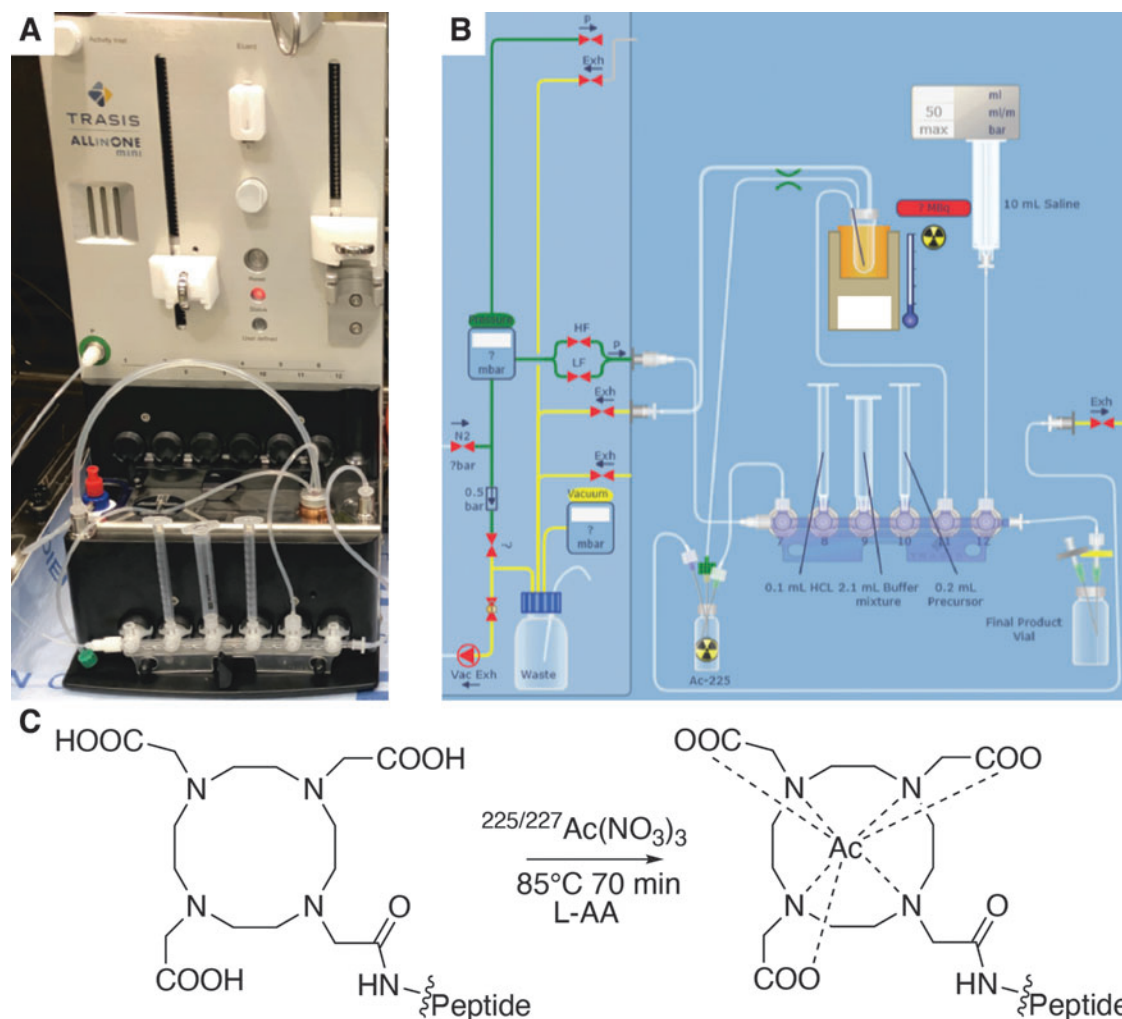 A
Activity Inlet
Eluent
TRASIS
ALLINONE
mini
Power
Status
User defined
P
B
P
Exh
ml
50
ml/m
max
bar
10 mL Saline
? MBq
Pressure
?
mbar
HF
P
LF
Exh
N2
?bar
Exh
Exh
0.5
bar
Vacuum
?
mbar
?
7
8
9
10
11
12
0.1 mL HCL
2.1 mL Buffer
mixture
0.2 mL
Precursor
Final Product
Vial
Vac Exh
Waste
Ac-225
C
HOOC
COOH
N
N
N
N
COOH
O
HN
Peptide
225/227Ac(NO3)3
85°C 70 min
L-AA
OOC
COO
N
N
Ac
N
N
COO
O
HN
Peptide